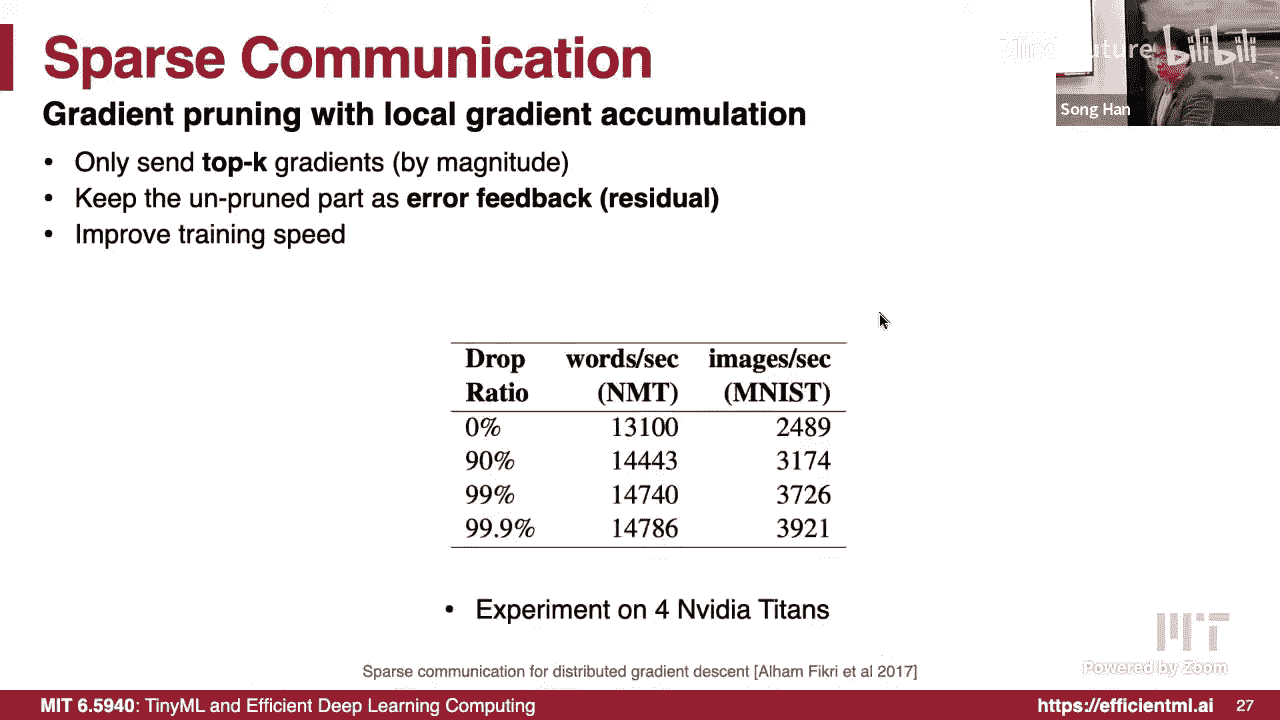 Sparse Communication
Gradient pruning with local gradient accumulation
• Only send top-k gradients (by magnitude)
• Keep the un-pruned part as error feedback (residual)
• Improve training speed
Song Han
bilibili
Drop words/sec images/sec
Ratio (NMT) (MNIST)
0% 13100 2489
90% 14443 3174
99% 14740 3726
99.9% 14786 3921
• Experiment on 4 Nvidia Titans
Sparse communication for distributed gradient descent [Alham Fikri et al 2017]
MIT
Powered by Zoom
MIT 6.5940: TinyML and Efficient Deep Learning Computing https://efficientml.ai 27